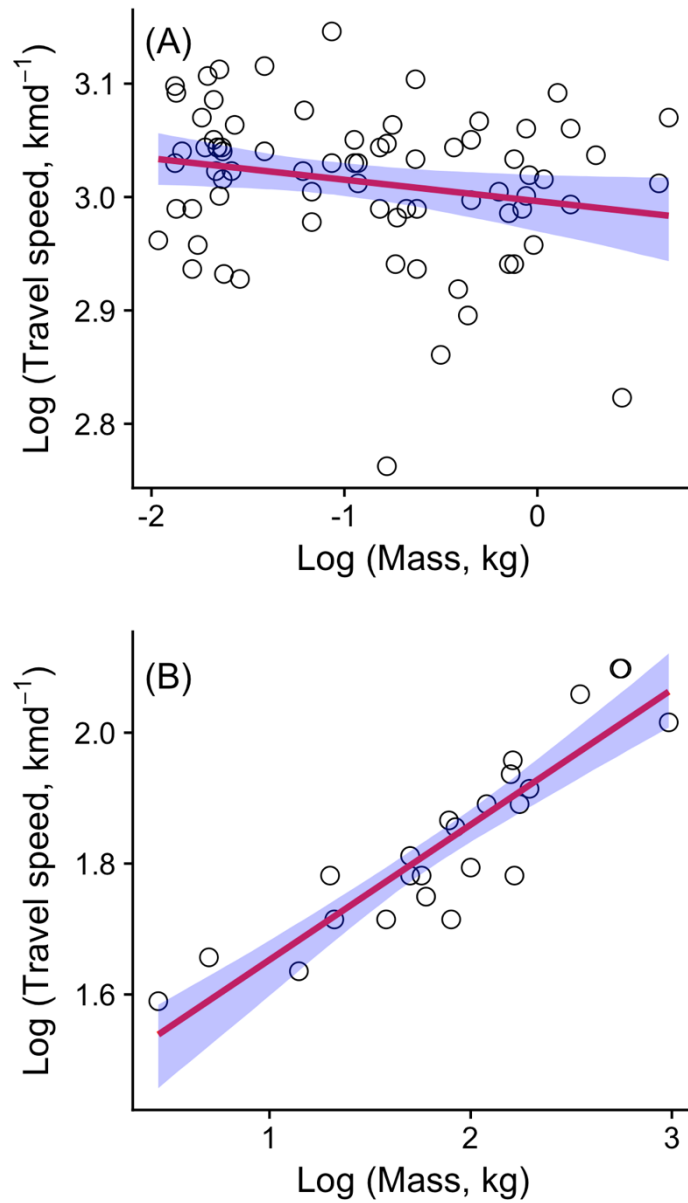 (A)
Log (Travel speed, kmd⁻¹)
3.1
3.0
2.9
2.8
-2 -1 0
Log (Mass, kg)
(B)
Log (Travel speed, kmd⁻¹)
2.0
1.8
1.6
1 2 3
Log (Mass, kg)